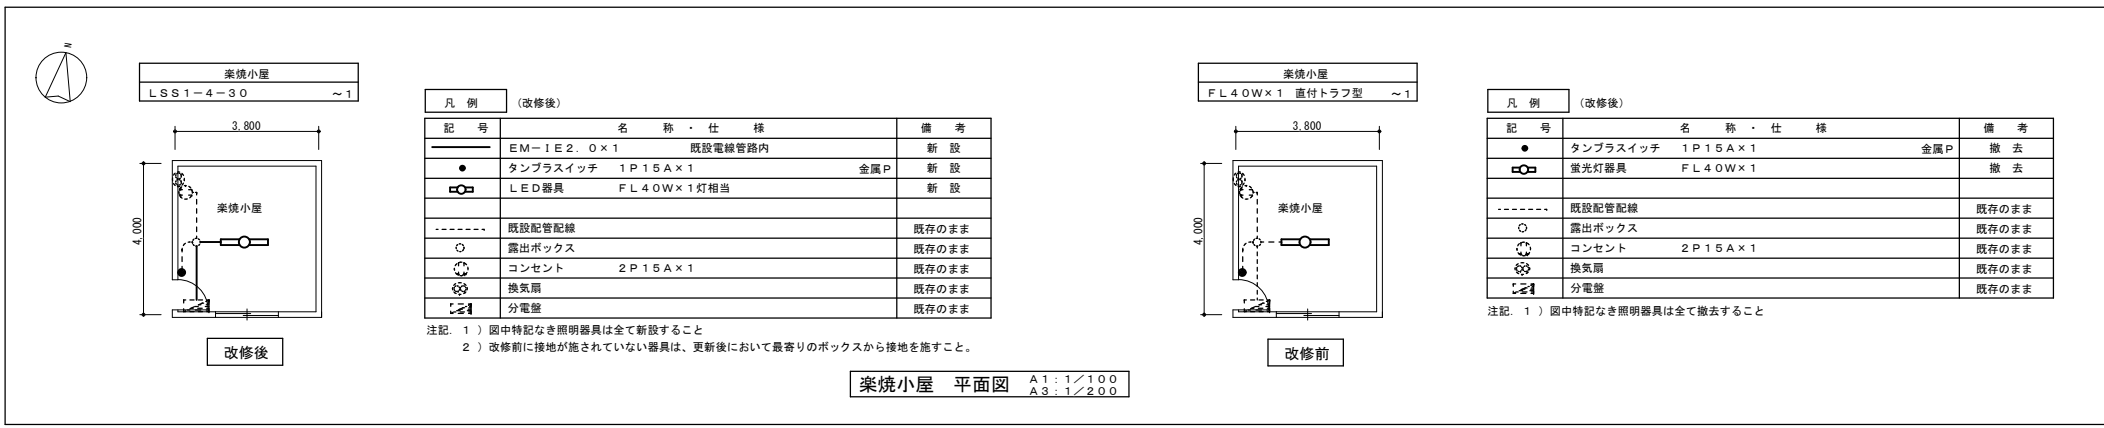 N
楽焼小屋
ＬＳＳ１－４－３０ ～１
3,800
4,000
楽焼小屋
改修後
凡 例 (改修後)
記 号 名 称 ・ 仕 様 備 考
ＥＭ－ＩＥ２．０×１ 既設電線管路内 新 設
タンブラスイッチ １Ｐ１５Ａ×１ 金属Ｐ 新 設
ＬＥＤ器具 ＦＬ４０Ｗ×１灯相当 新 設
既設配管配線 既存のまま
露出ボックス 既存のまま
コンセント ２Ｐ１５Ａ×１ 既存のまま
換気扇 既存のまま
分電盤 既存のまま
注記．１）図中特記なき照明器具は全て新設すること
２）改修前に接地が施されていない器具は、更新後において最寄りのボックスから接地を施すこと。
楽焼小屋 平面図 Ａ１：１／１００
Ａ３：１／２００
楽焼小屋
ＦＬ４０Ｗ×１ 直付トラフ型 ～１
3,800
4,000
楽焼小屋
改修前
凡 例 (改修後)
記 号 名 称 ・ 仕 様 備 考
タンブラスイッチ １Ｐ１５Ａ×１ 金属Ｐ 撤 去
蛍光灯器具 ＦＬ４０Ｗ×１ 撤 去
既設配管配線 既存のまま
露出ボックス 既存のまま
コンセント ２Ｐ１５Ａ×１ 既存のまま
換気扇 既存のまま
分電盤 既存のまま
注記．１）図中特記なき照明器具は全て撤去すること